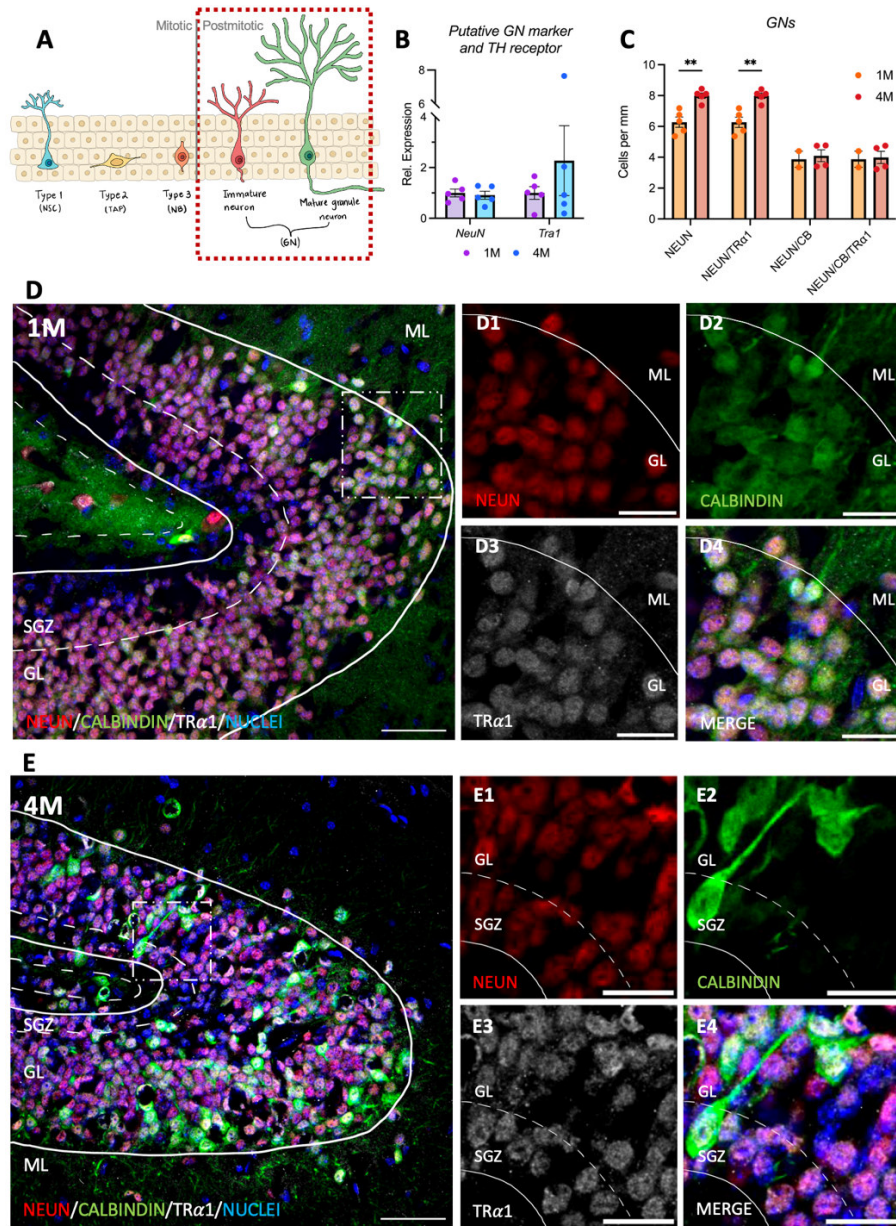 A
Mitotic
Postmitotic
Type 1
(NSC)
Type 2
(TAP)
Type 3
(NB)
Immature
neuron
Mature granule
neuron
(GN)
B
Putative GN marker
and TH receptor
Rel. Expression
8
6
4
2
1
0
NeuN
Tra1
1M
4M
C
GNs
**
**
1M
4M
Cells per mm
10
8
6
4
2
0
NEUN
NEUN/TRα1
NEUN/CB
NEUN/CB/TRα1
D
1M
ML
SGZ
GL
NEUN/CALBINDIN/TRα1/NUCLEI
D1
ML
GL
NEUN
D2
ML
GL
CALBINDIN
D3
ML
GL
TRα1
D4
ML
GL
MERGE
E
4M
SGZ
GL
ML
NEUN/CALBINDIN/TRα1/NUCLEI
E1
GL
SGZ
NEUN
E2
GL
SGZ
CALBINDIN
E3
GL
SGZ
TRα1
E4
GL
SGZ
MERGE